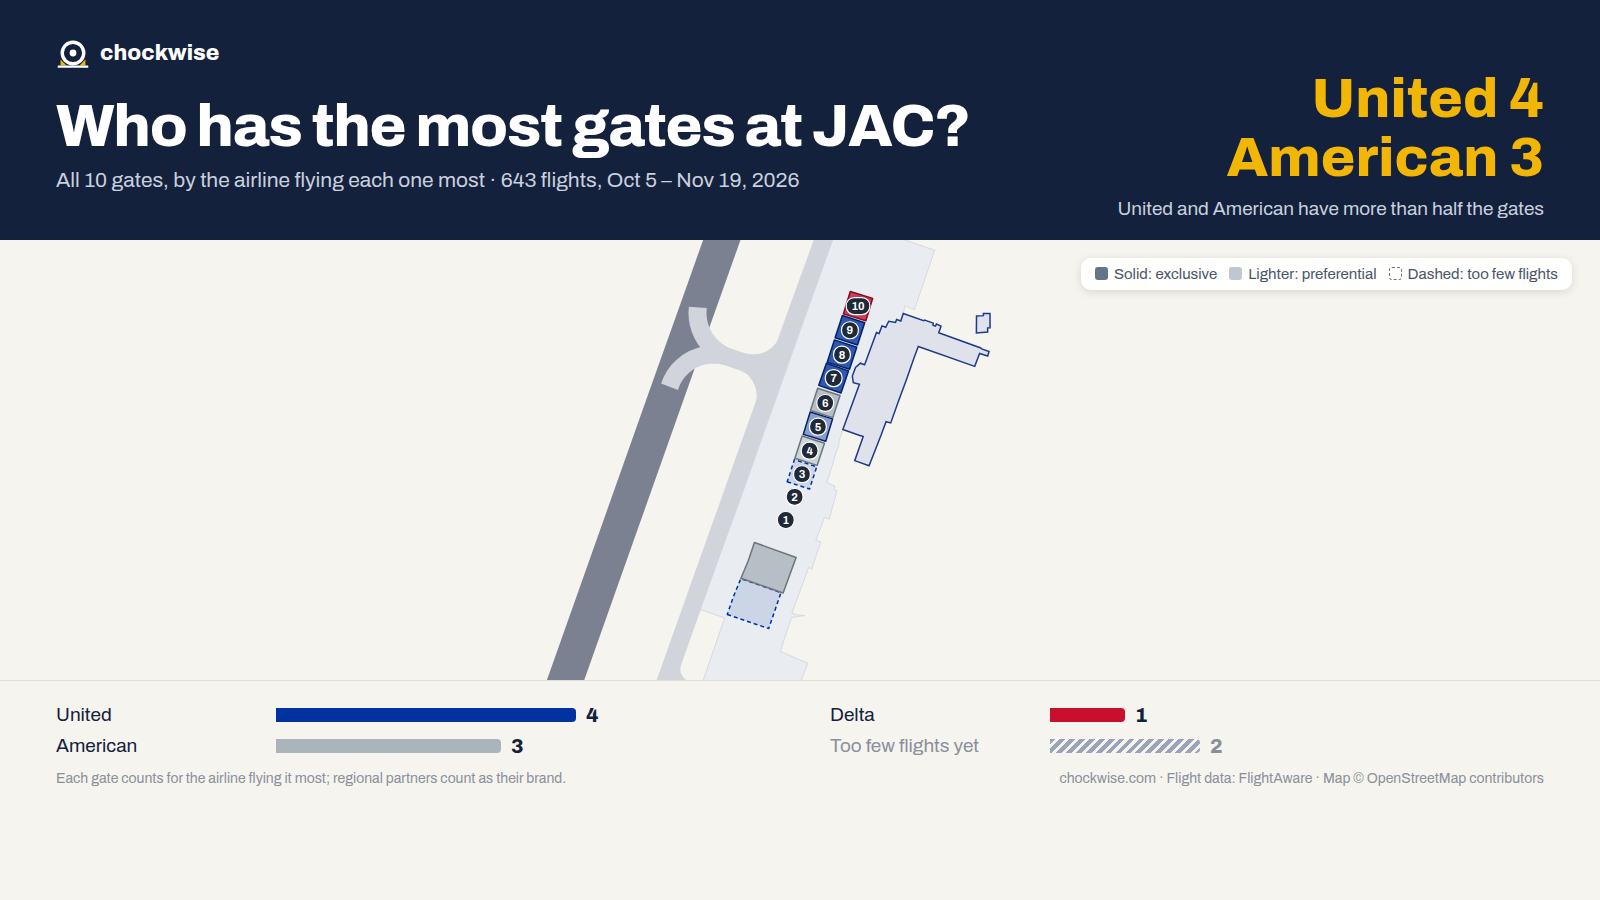 chockwise
Who has the most gates at JAC?
All 10 gates, by the airline flying each one most · 643 flights, Oct 5 – Nov 19, 2026
United 4
American 3
United and American have more than half the gates
Solid: exclusive
Lighter: preferential
Dashed: too few flights
10
9
8
7
6
5
4
3
2
1
United 4
American 3
Delta 1
Too few flights yet 2
Each gate counts for the airline flying it most; regional partners count as their brand.
chockwise.com · Flight data: FlightAware · Map © OpenStreetMap contributors